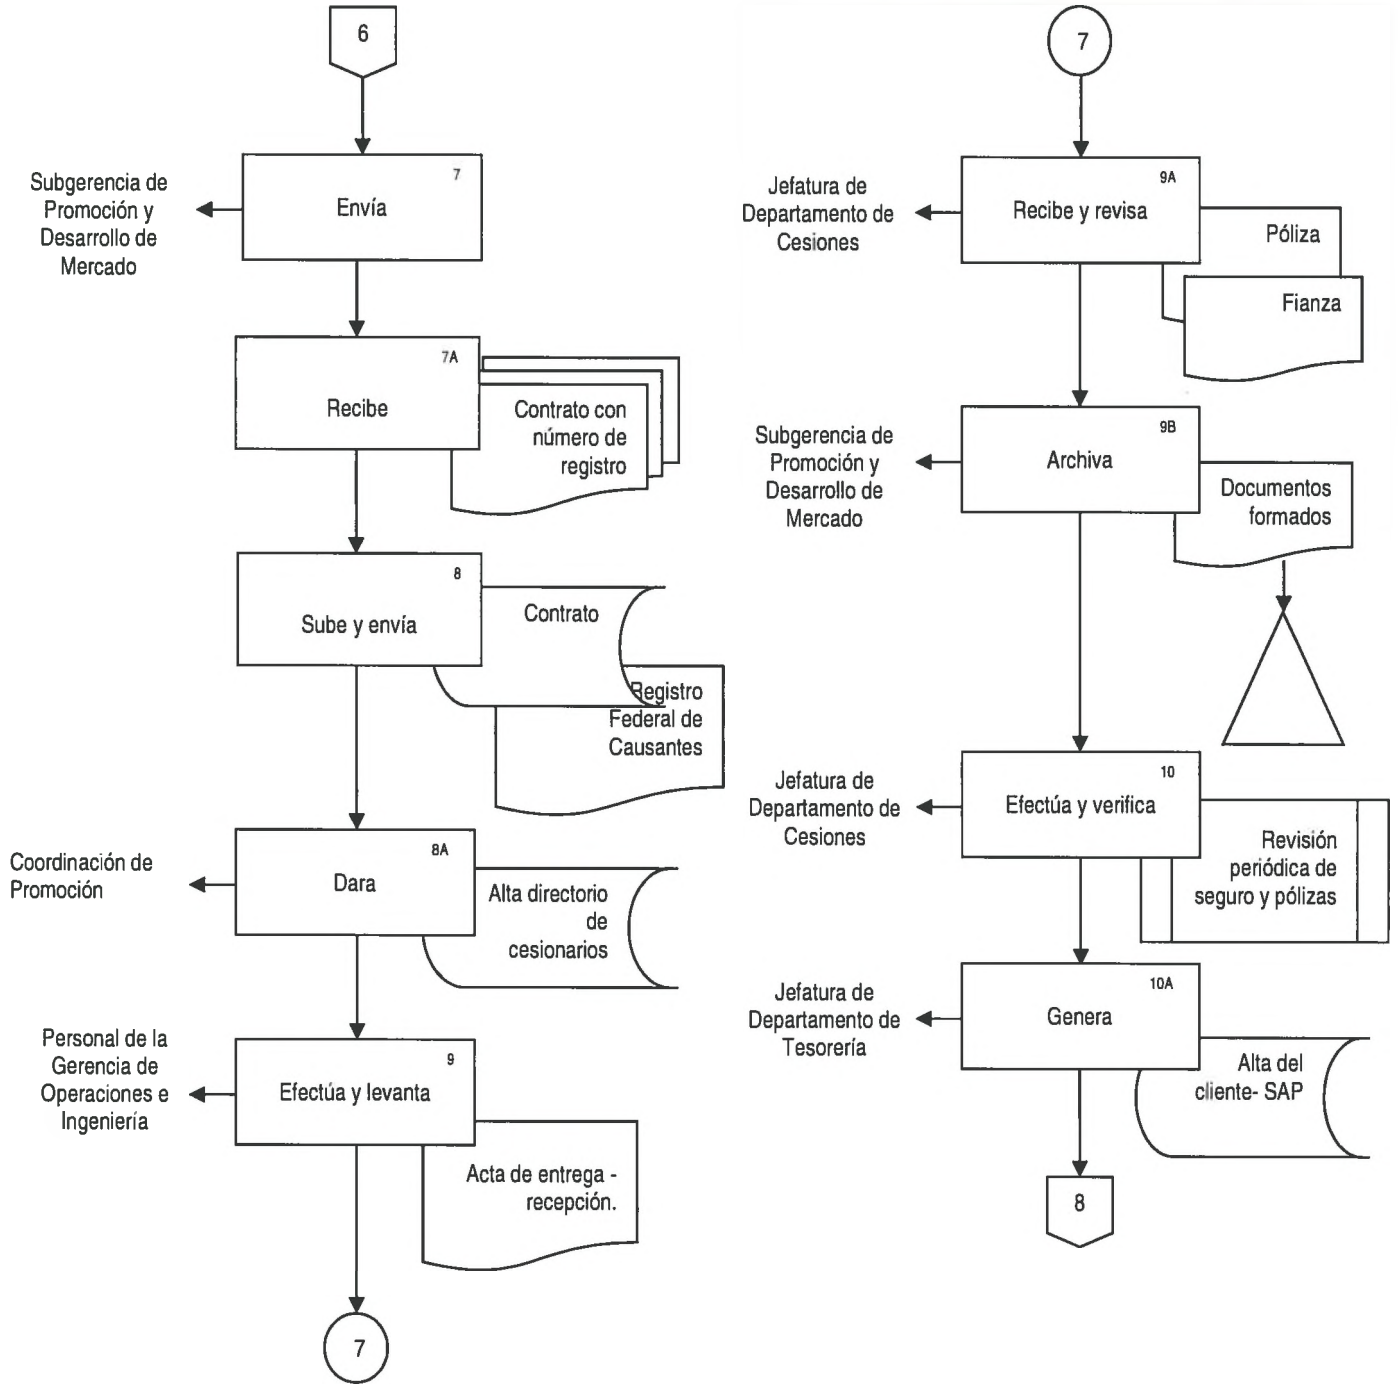 6
7
Subgerencia de
Promoción y
Desarrollo de
Mercado
Envía
7A
Recibe
Contrato con
número de
registro
8
Sube y envía
Contrato
Registro
Federal de
Causantes
8A
Coordinación de
Promoción
Dara
Alta directorio
de
cesionarios
9
Personal de la
Gerencia de
Operaciones e
Ingeniería
Efectúa y levanta
Acta de entrega -
recepción.
7
7
9A
Jefatura de
Departamento de
Cesiones
Recibe y revisa
Póliza
Fianza
9B
Subgerencia de
Promoción y
Desarrollo de
Mercado
Archiva
Documentos
formados
10
Jefatura de
Departamento de
Cesiones
Efectúa y verifica
Revisión
periódica de
seguro y pólizas
10A
Jefatura de
Departamento de
Tesorería
Genera
Alta del
cliente- SAP
8